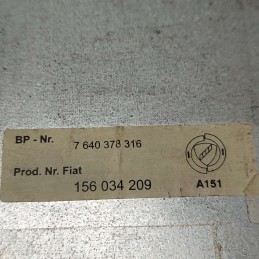 BP - Nr. 7 640 378 316
Prod. Nr. Fiat
156 034 209 A151